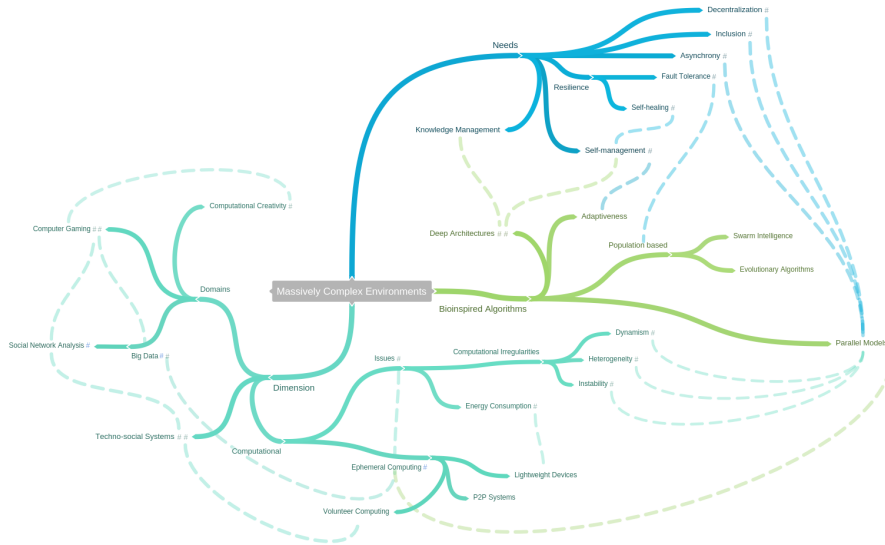 Decentralization #
Inclusion #
Needs
Asynchrony #
Fault Tolerance #
Resilience
Self-healing #
Knowledge Management
Self-management #
Computational Creativity #
Adaptiveness
Computer Gaming # #
Deep Architectures # #
Swarm Intelligence
Population based
Evolutionary Algorithms
Domains
Massively Complex Environments
Bioinspired Algorithms
Dynamism #
Parallel Models
Social Network Analysis #
Computational Irregularities
Big Data # #
Issues #
Heterogeneity #
Dimension
Instability #
Energy Consumption #
Techno-social Systems # #
Computational
Ephemeral Computing #
Lightweight Devices
P2P Systems
Volunteer Computing